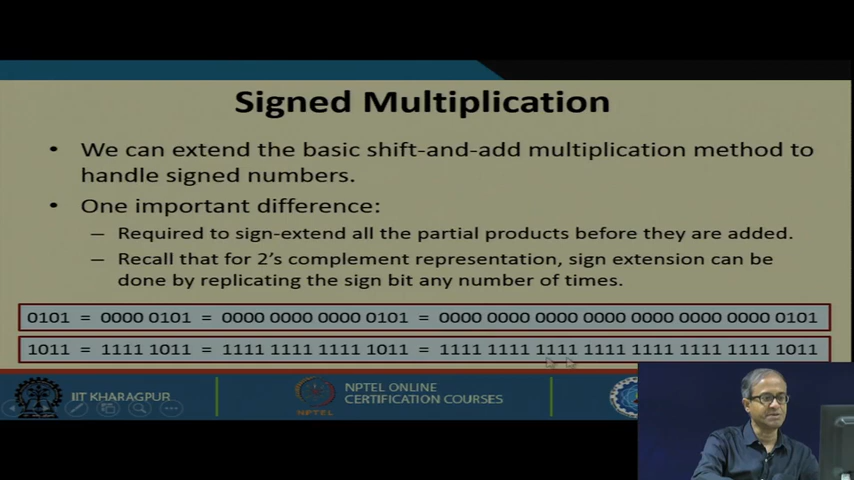 Signed Multiplication
• We can extend the basic shift-and-add multiplication method to
handle signed numbers.
• One important difference:
– Required to sign-extend all the partial products before they are added.
– Recall that for 2's complement representation, sign extension can be
done by replicating the sign bit any number of times.
0101 = 0000 0101 = 0000 0000 0000 0101 = 0000 0000 0000 0000 0000 0000 0000 0101
1011 = 1111 1011 = 1111 1111 1111 1011 = 1111 1111 1111 1111 1111 1111 1111 1011
IIT KHARAGPUR
NPTEL
NPTEL ONLINE
CERTIFICATION COURSES